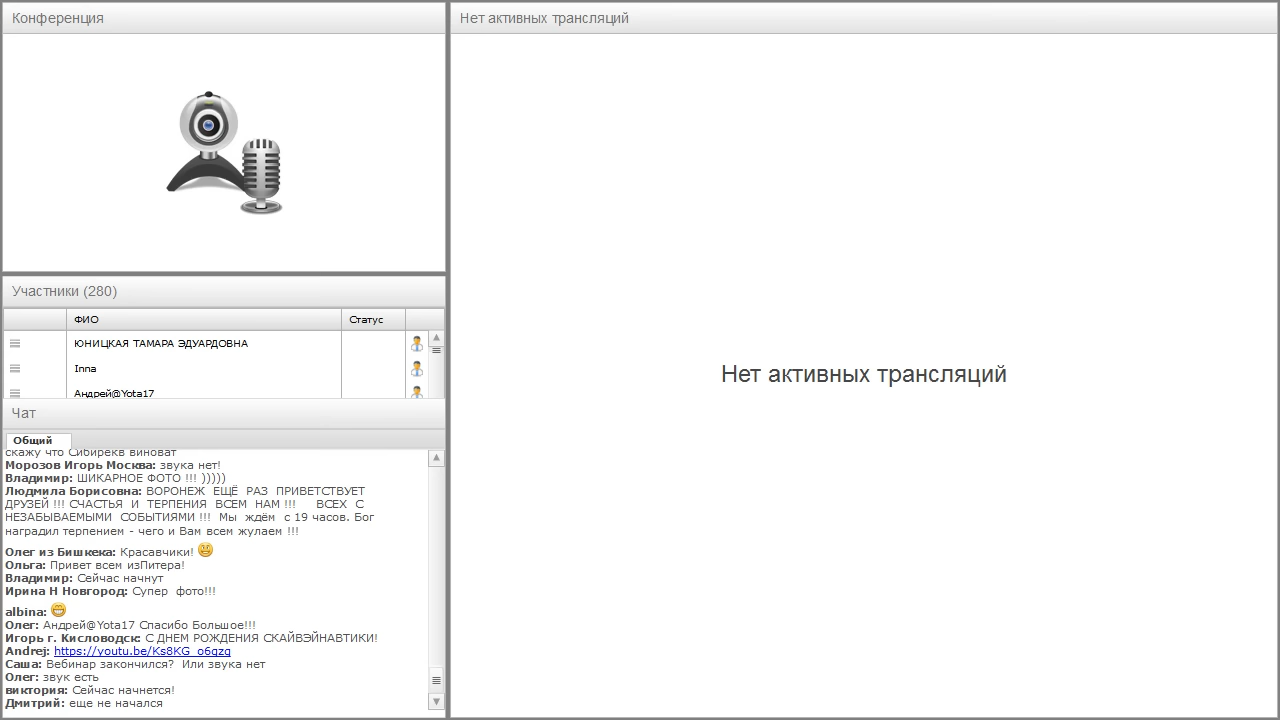 Конференция
Нет активных трансляций
Участники (280)
ФИО
Статус
ЮНИЦКАЯ ТАМАРА ЭДУАРДОВНА
Inna
Андрей@Yota17
Чат
Общий
скажу что Сибирекв виноват
Морозов Игорь Москва: звука нет!
Владимир: ШИКАРНОЕ ФОТО !!! )))))
Людмила Борисовна: ВОРОНЕЖ ЕЩЁ РАЗ ПРИВЕТСТВУЕТ
ДРУЗЕЙ !!! СЧАСТЬЯ И ТЕРПЕНИЯ ВСЕМ НАМ !!! ВСЕХ С
НЕЗАБЫВАЕМЫМИ СОБЫТИЯМИ !!! Мы ждём с 19 часов. Бог
наградил терпением - чего и Вам всем жулаем !!!
Олег из Бишкека: Красавчики!
Ольга: Привет всем изПитера!
Владимир: Сейчас начнут
Ирина Н Новгород: Супер фото!!!
albina:
Олег: Андрей@Yota17 Спасибо Большое!!!
Игорь г. Кисловодск: С ДНЕМ РОЖДЕНИЯ СКАЙВЭЙНАВТИКИ!
Andrej: https://youtu.be/Ks8KG_o6qzg
Саша: Вебинар закончился? Или звука нет
Олег: звук есть
виктория: Сейчас начнется!
Дмитрий: еще не начался
Нет активных трансляций